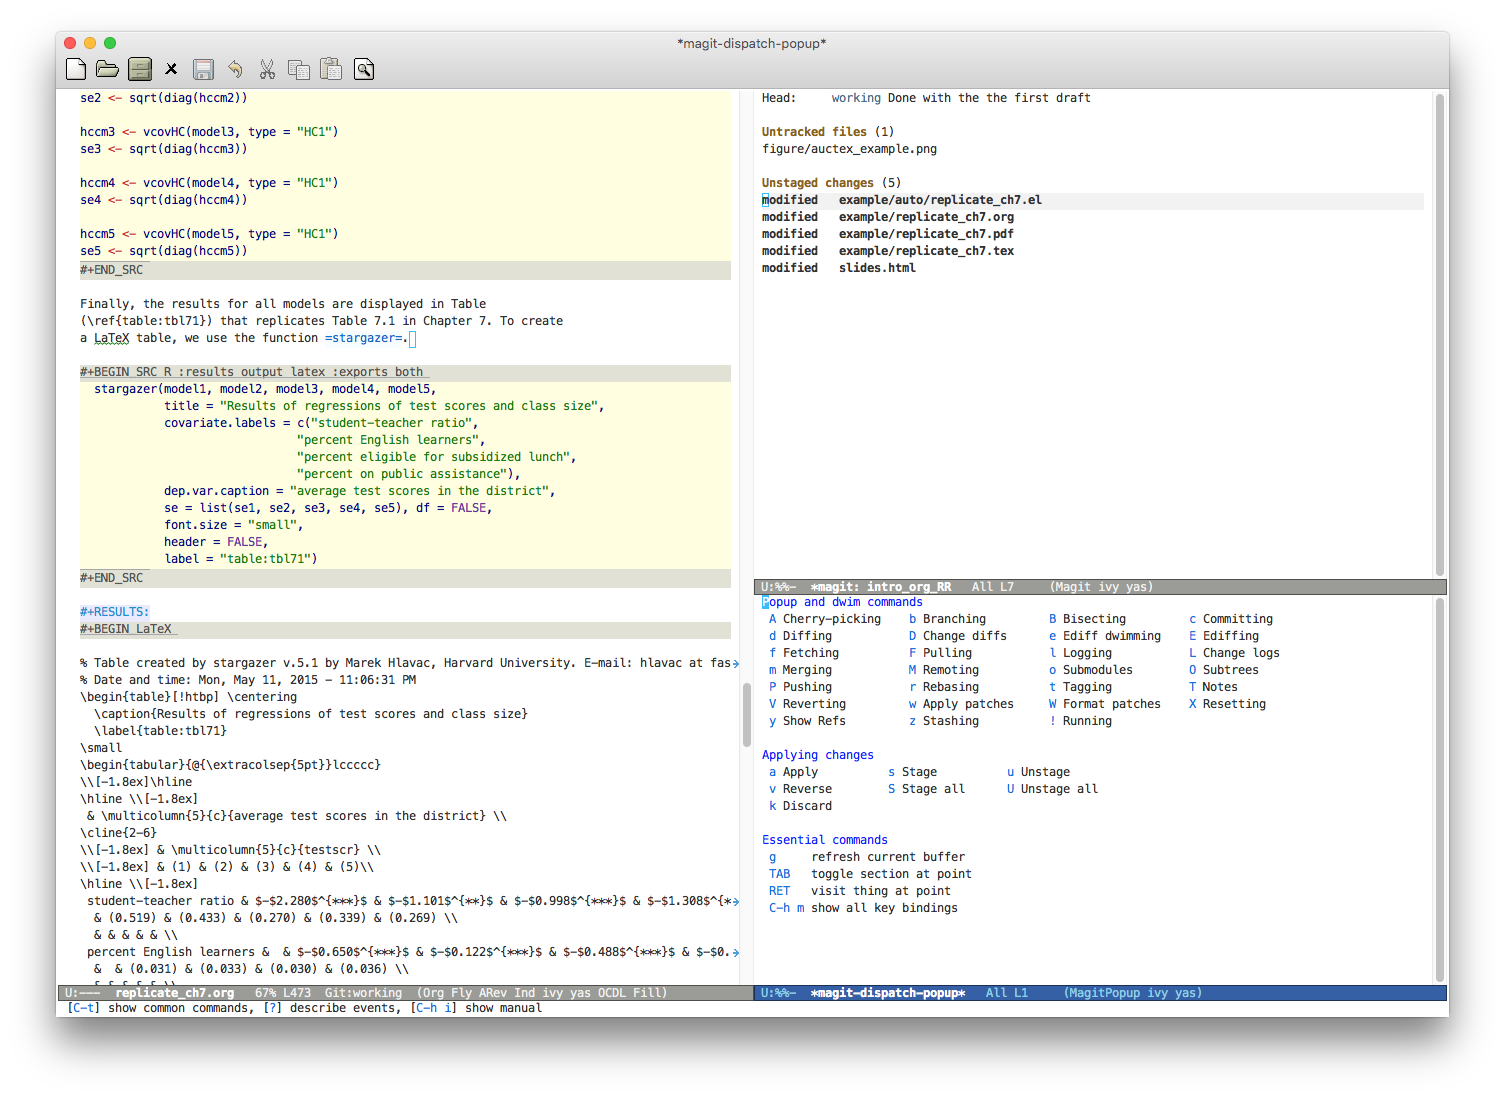 *magit-dispatch-popup*
se2 <- sqrt(diag(hccm2))
hccm3 <- vcovHC(model3, type = "HC1")
se3 <- sqrt(diag(hccm3))
hccm4 <- vcovHC(model4, type = "HC1")
se4 <- sqrt(diag(hccm4))
hccm5 <- vcovHC(model5, type = "HC1")
se5 <- sqrt(diag(hccm5))
#+END_SRC
Finally, the results for all models are displayed in Table
(\ref{table:tbl71}) that replicates Table 7.1 in Chapter 7. To create
a LaTeX table, we use the function =stargazer=.
#+BEGIN_SRC R :results output latex :exports both
stargazer(model1, model2, model3, model4, model5,
title = "Results of regressions of test scores and class size",
covariate.labels = c("student-teacher ratio",
"percent English learners",
"percent eligible for subsidized lunch",
"percent on public assistance"),
dep.var.caption = "average test scores in the district",
se = list(se1, se2, se3, se4, se5), df = FALSE,
font.size = "small",
header = FALSE,
label = "table:tbl71")
#+END_SRC
#+RESULTS:
#+BEGIN_LaTeX
% Table created by stargazer v.5.1 by Marek Hlavac, Harvard University. E-mail: hlavac at fas
% Date and time: Mon, May 11, 2015 - 11:06:31 PM
\begin{table}[!htbp] \centering
\caption{Results of regressions of test scores and class size}
\label{table:tbl71}
\small
\begin{tabular}{@{\extracolsep{5pt}}lccccc}
\\[-1.8ex]\hline
\hline \\[-1.8ex]
& \multicolumn{5}{c}{average test scores in the district} \\
\cline{2-6}
\\[-1.8ex] & \multicolumn{5}{c}{testscr} \\
\\[-1.8ex] & (1) & (2) & (3) & (4) & (5)\\
\hline \\[-1.8ex]
student-teacher ratio & $-$2.280$^{***}$ & $-$1.101$^{**}$ & $-$0.998$^{***}$ & $-$1.308$^{*
& (0.519) & (0.433) & (0.270) & (0.339) & (0.269) \\
& & & & & \\
percent English learners &  & $-$0.650$^{***}$ & $-$0.122$^{***}$ & $-$0.488$^{***}$ & $-$0.
&  & (0.031) & (0.033) & (0.030) & (0.036) \\
& & & & & \\
U:---  replicate_ch7.org   67% L473  Git:working  (Org Fly ARev Ind ivy yas OCDL Fill)
Head:     working Done with the the first draft
Untracked files (1)
figure/auctex_example.png
Unstaged changes (5)
modified   example/auto/replicate_ch7.el
modified   example/replicate_ch7.org
modified   example/replicate_ch7.pdf
modified   example/replicate_ch7.tex
modified   slides.html
U:%%-  *magit: intro_org_RR   All L7     (Magit ivy yas)
Popup and dwim commands
A Cherry-picking    b Branching         B Bisecting         c Committing
d Diffing           D Change diffs      e Ediff dwimming    E Ediffing
f Fetching          F Pulling           l Logging           L Change logs
m Merging           M Remoting          o Submodules        O Subtrees
P Pushing           r Rebasing          t Tagging           T Notes
V Reverting         w Apply patches     W Format patches    X Resetting
y Show Refs         z Stashing          ! Running
Applying changes
a Apply          s Stage          u Unstage
v Reverse        S Stage all      U Unstage all
k Discard
Essential commands
g     refresh current buffer
TAB   toggle section at point
RET   visit thing at point
C-h m show all key bindings
U:%%-  *magit-dispatch-popup*   All L1     (MagitPopup ivy yas)
[C-t] show common commands, [?] describe events, [C-h i] show manual